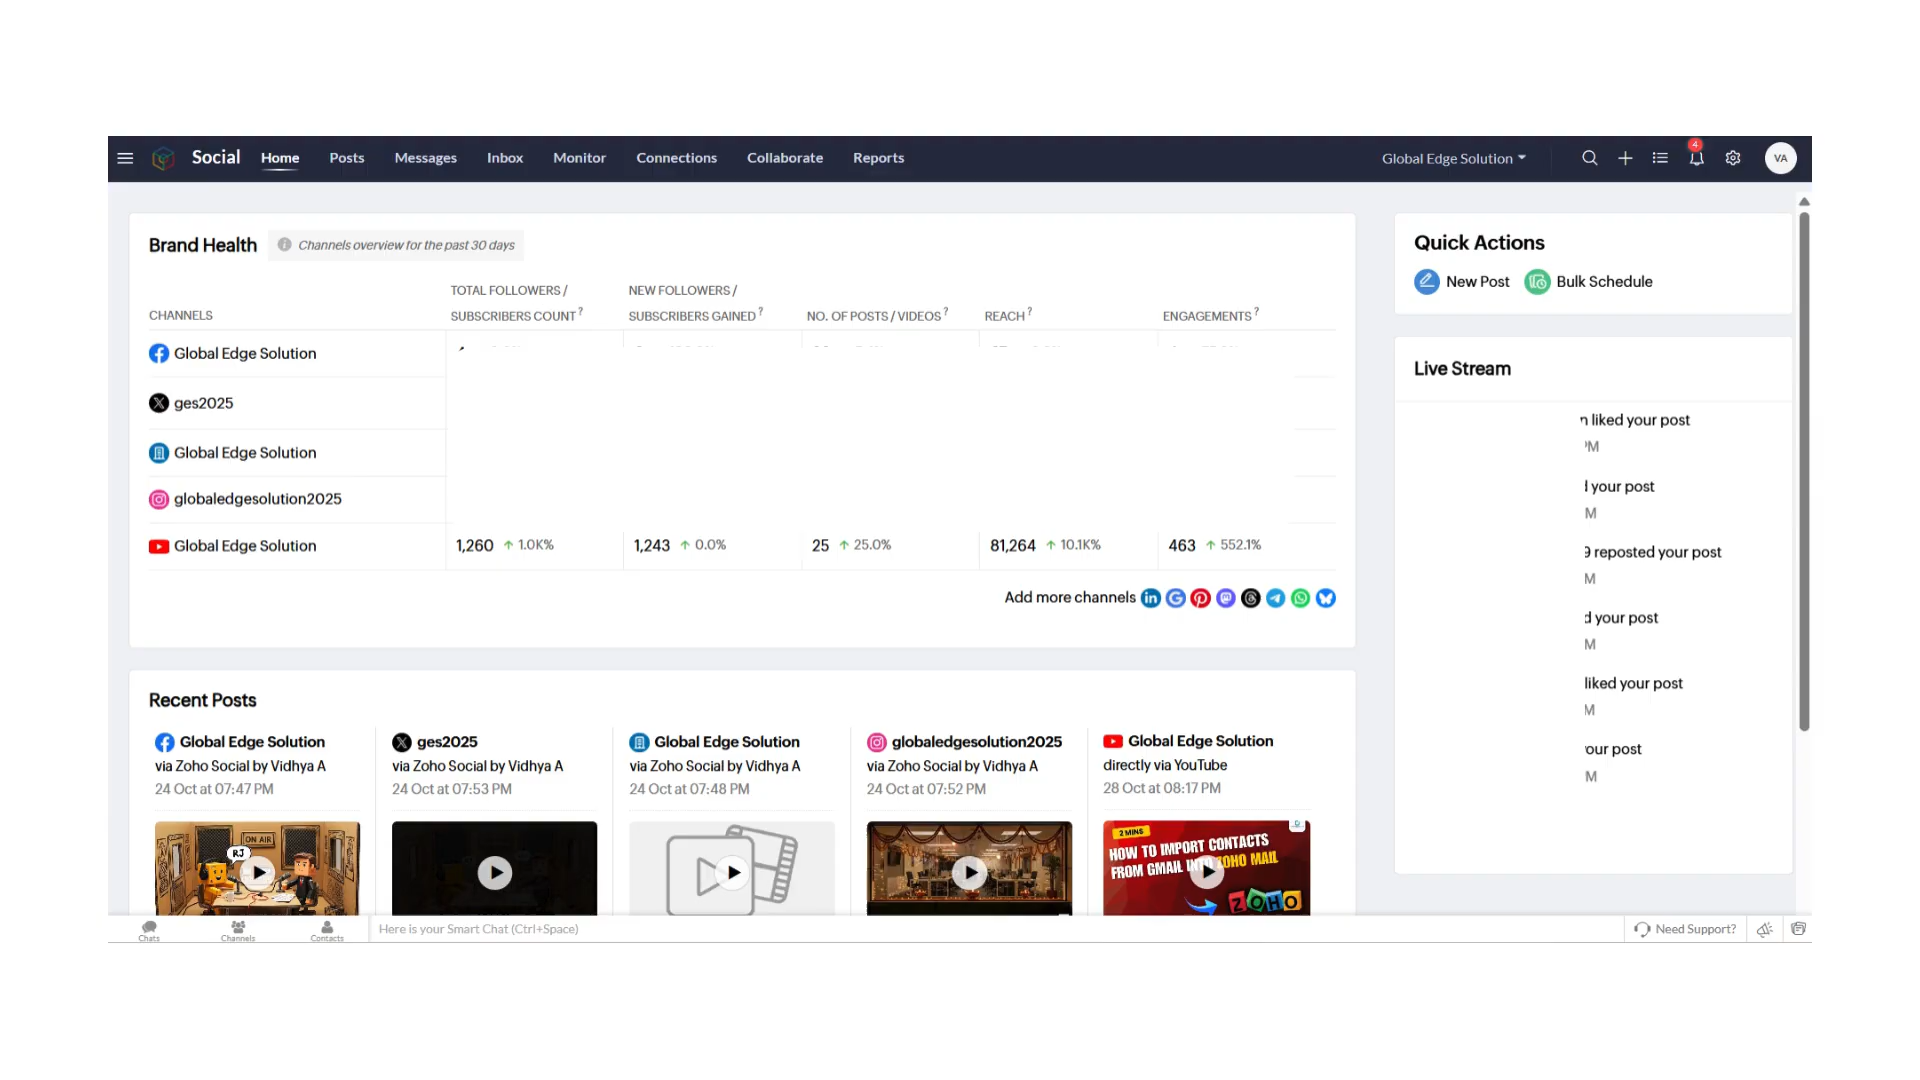 Social Home Posts Messages Inbox Monitor Connections Collaborate Reports Global Edge Solution 4 VA
Brand Health Channels overview for the past 30 days
CHANNELS TOTAL FOLLOWERS / SUBSCRIBERS COUNT ? NEW FOLLOWERS / SUBSCRIBERS GAINED ? NO. OF POSTS / VIDEOS ? REACH ? ENGAGEMENTS ?
Global Edge Solution
ges2025
Global Edge Solution
globaledgesolution2025
Global Edge Solution 1,260 1.0K% 1,243 0.0% 25 25.0% 81,264 10.1K% 463 552.1%
Add more channels
Quick Actions
New Post Bulk Schedule
Live Stream
liked your post
PM
your post
M
9 reposted your post
M
d your post
M
liked your post
M
your post
M
Recent Posts
Global Edge Solution
via Zoho Social by Vidhya A
24 Oct at 07:47 PM
ON AIR
RJ
ges2025
via Zoho Social by Vidhya A
24 Oct at 07:53 PM
Global Edge Solution
via Zoho Social by Vidhya A
24 Oct at 07:48 PM
globaledgesolution2025
via Zoho Social by Vidhya A
24 Oct at 07:52 PM
Global Edge Solution
directly via YouTube
28 Oct at 08:17 PM
2 MINS
HOW TO IMPORT CONTACTS
FROM GMAIL INTO ZOHO MAIL
ZOHO
Chats Channels Contacts Here is your Smart Chat (Ctrl+Space) Need Support?